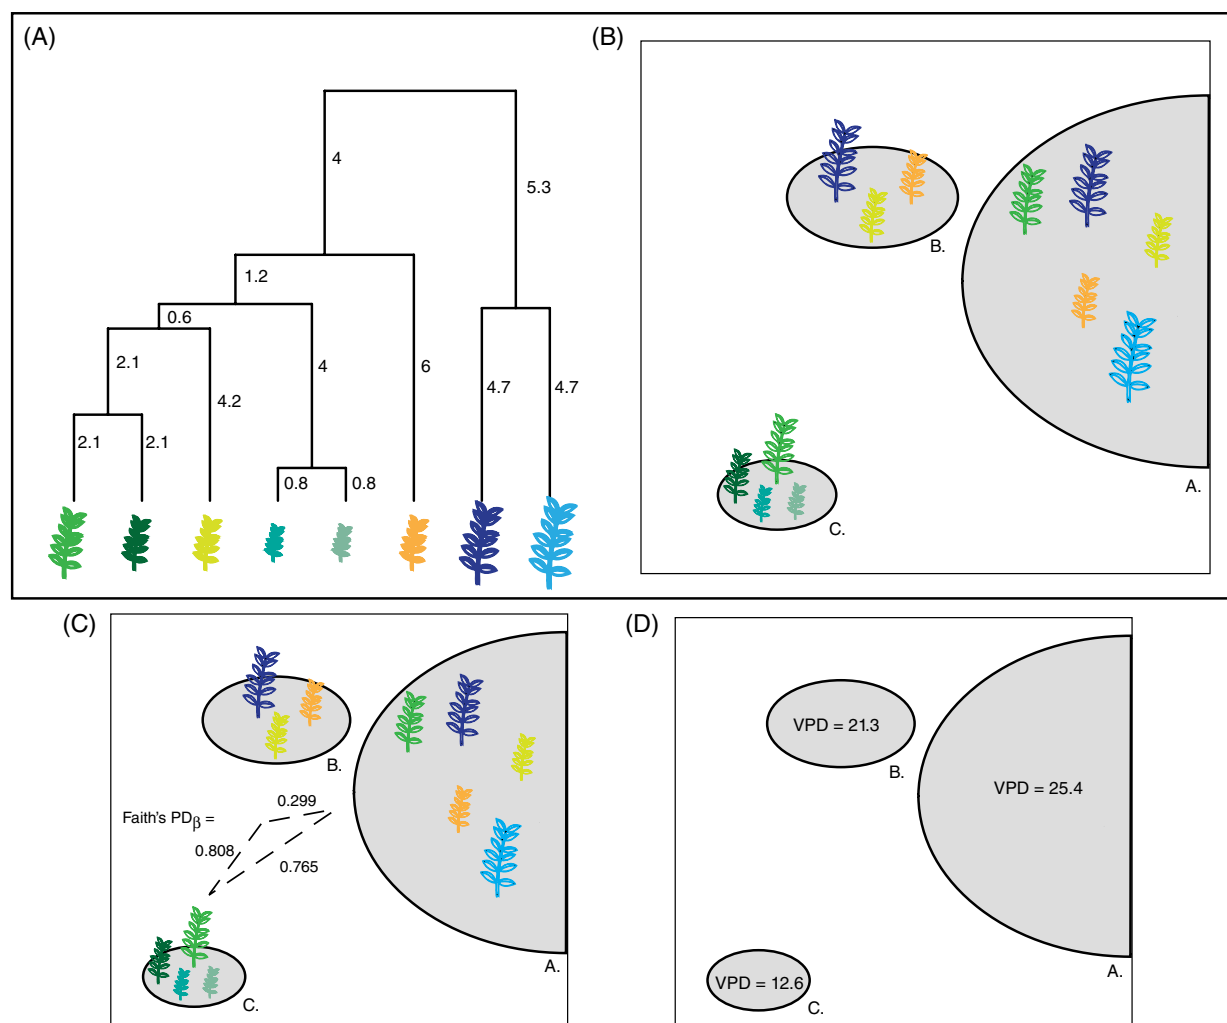 (A)
4
5.3
1.2
0.6
2.1
4
6
4.7
4.7
4.2
2.1
2.1
0.8
0.8
(B)
B.
A.
C.
(C)
B.
0.299
Faith's PDβ =
0.808
0.765
A.
C.
(D)
VPD = 21.3
B.
VPD = 25.4
A.
VPD = 12.6
C.